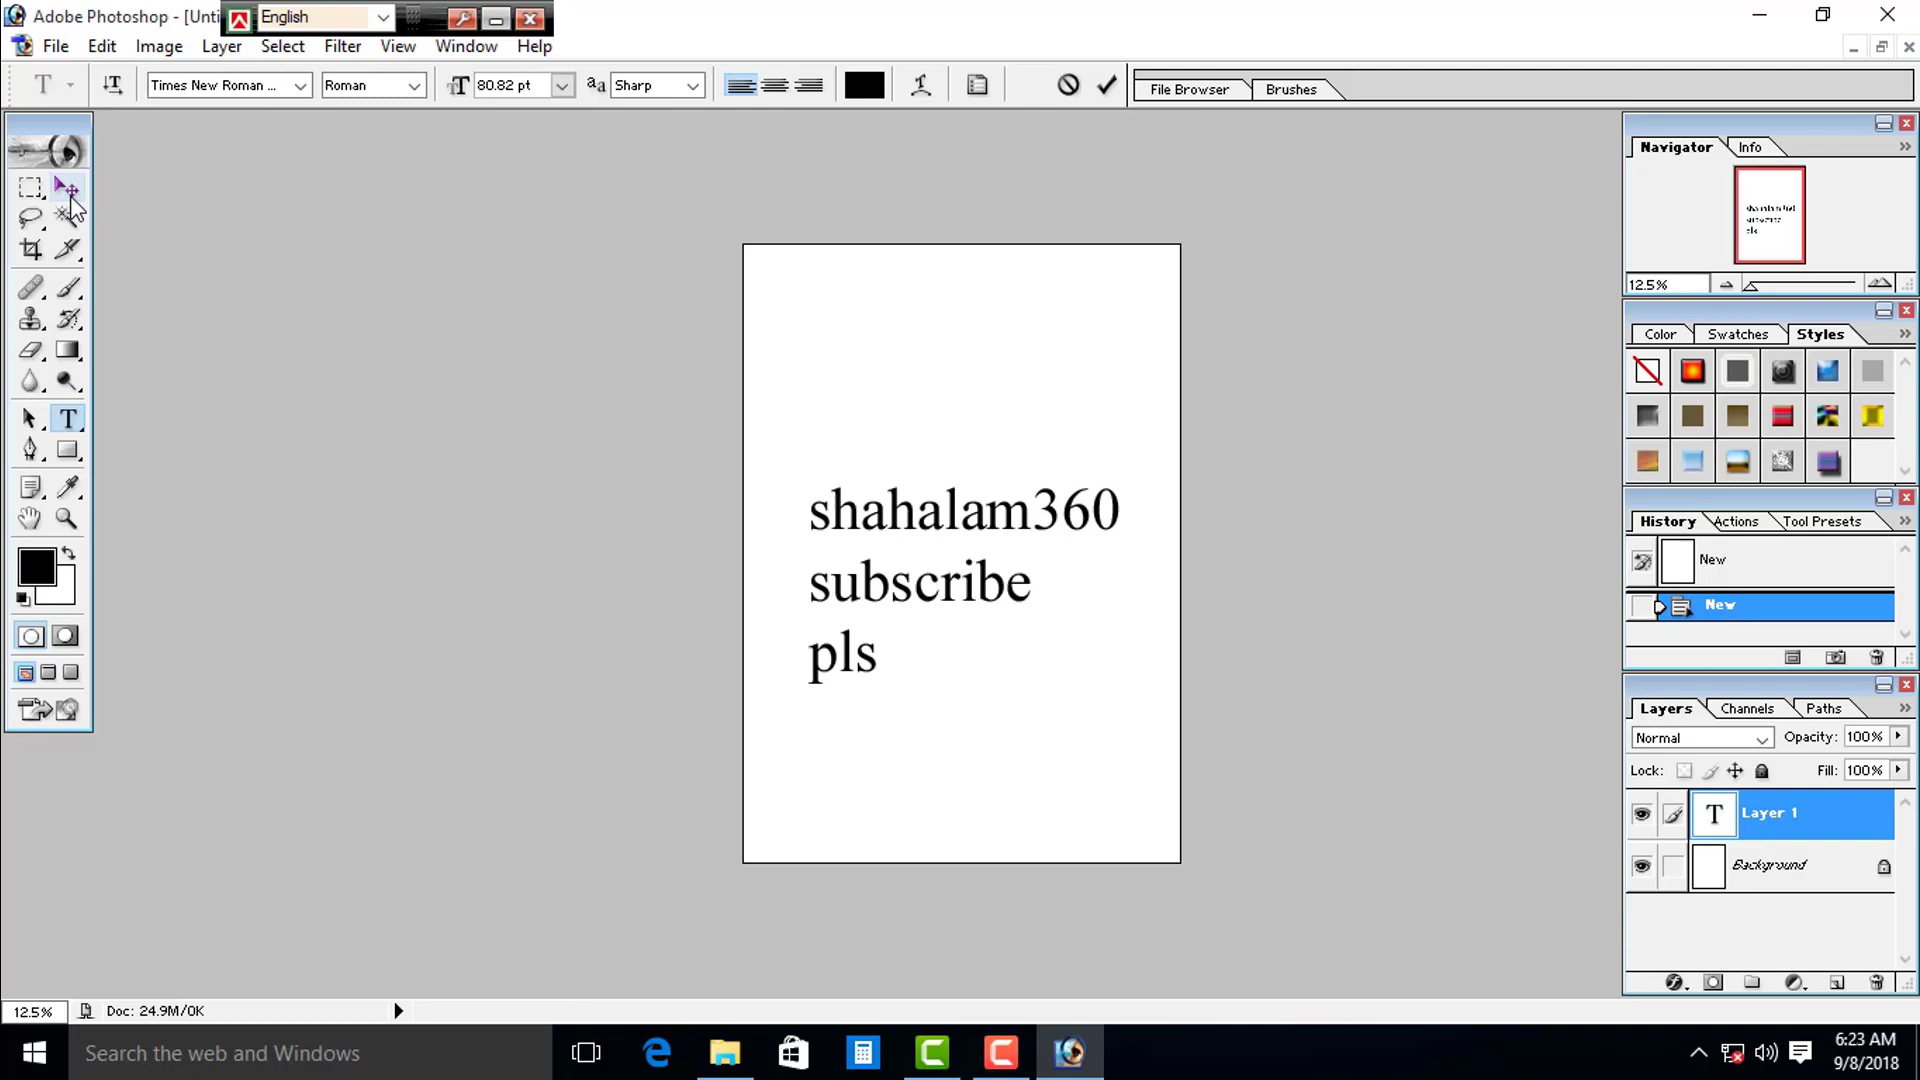 Adobe Photoshop - [Unti
English
File Edit Image Layer Select Filter View Window Help
T Times New Roman ... Roman 80.82 pt aa Sharp File Browser Brushes
Navigator Info
12.5%
Color Swatches Styles
shahalam360
subscribe
pls
History Actions Tool Presets
New
New
Layers Channels Paths
Normal Opacity: 100%
Lock: Fill: 100%
T Layer 1
Background
12.5% Doc: 24.9M/0K
Search the web and Windows
6:23 AM
9/8/2018